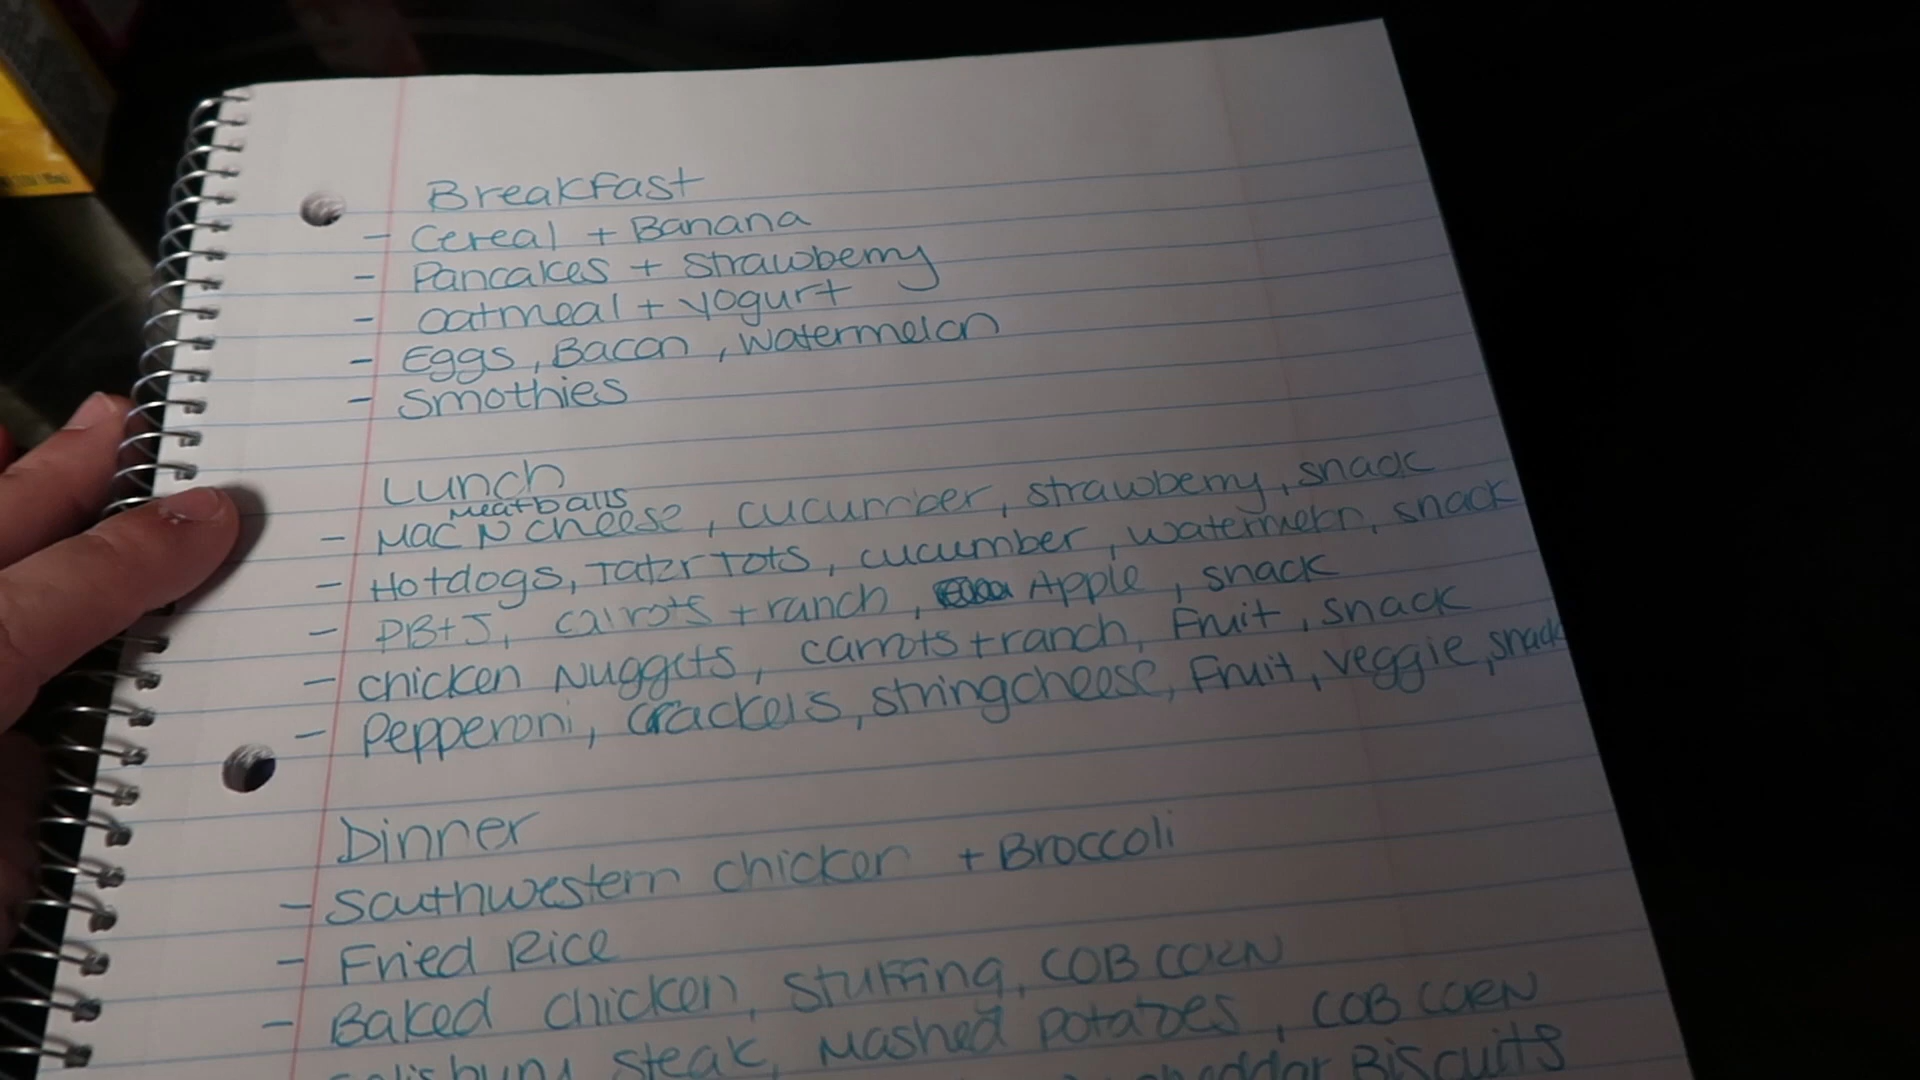 Breakfast
- Cereal + Banana
- Pancakes + strawberry
- oatmeal + yogurt
- Eggs, Bacon, watermelon
- Smothies
Lunch
meatballs
- Mac N cheese, cucumber, strawberry, snack
- Hotdogs, Tater Tots, cucumber, watermelon, snack
- PB+J, carrots + ranch, Apple, snack
- chicken Nuggets, carrots + ranch, Fruit, snack
- Pepperoni, crackers, stringcheese, Fruit, veggie, snack
Dinner
- Southwestern chicken + Broccoli
- Fried Rice
- Baked chicken, Stuffing, COB CORN
Salisbury steak, Mashed potatoes, COB CORN
cheddar Biscuits